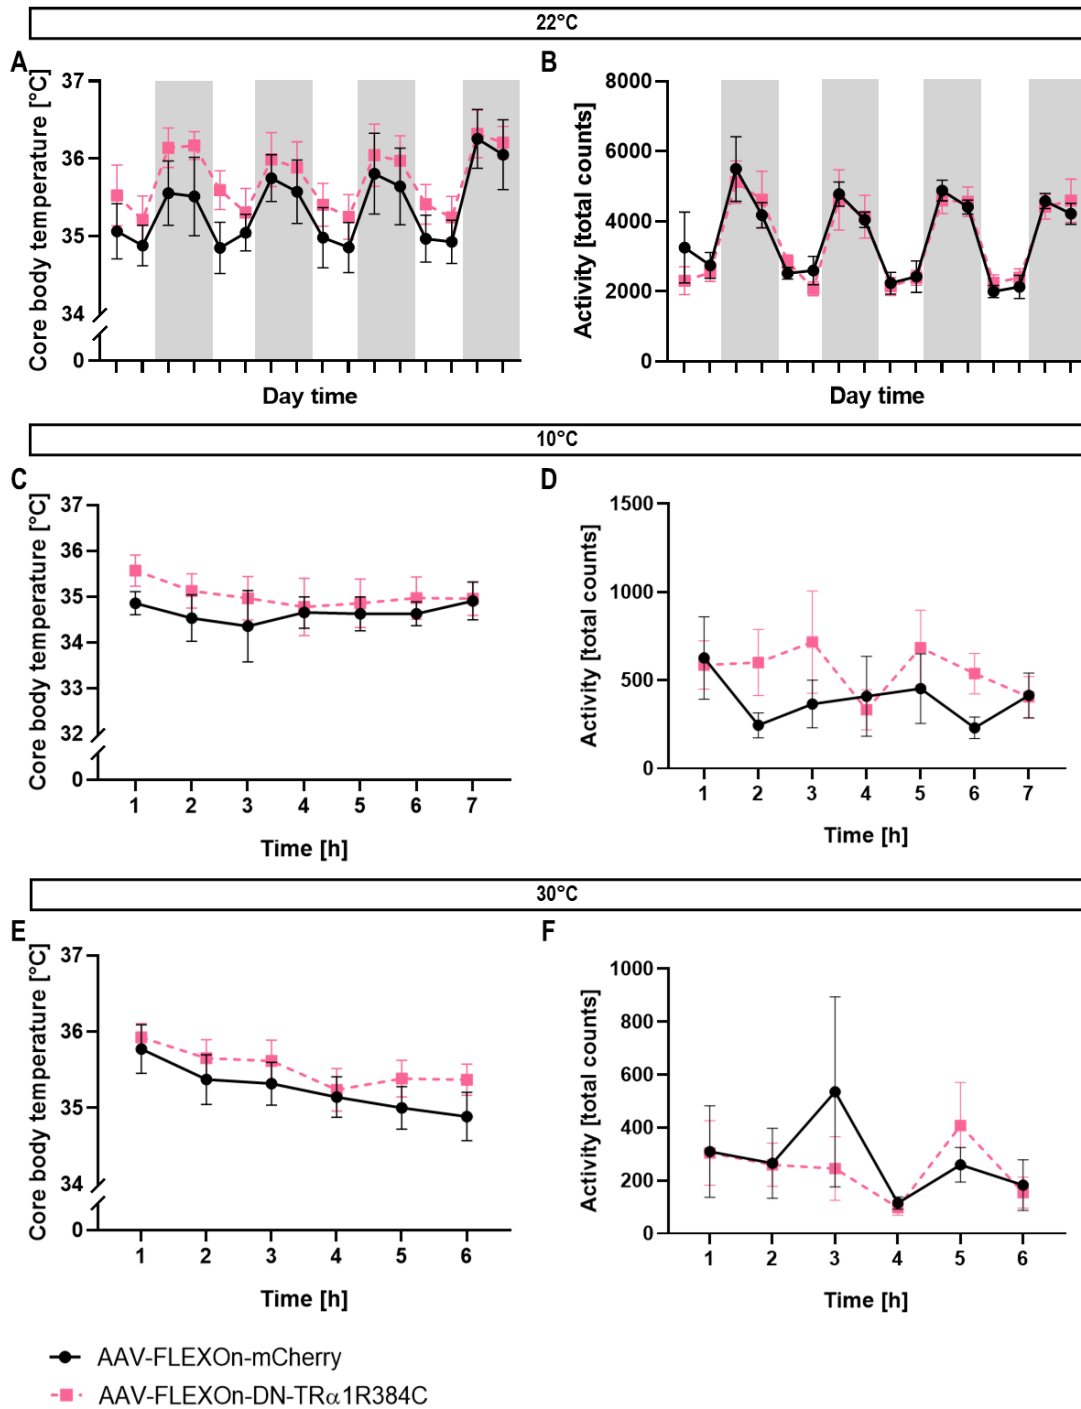 22°C
A
B
Core body temperature [°C]
37
36
35
34
0
Day time
Activity [total counts]
8000
6000
4000
2000
0
Day time
10°C
C
D
Core body temperature [°C]
37
36
35
34
33
32
0
1 2 3 4 5 6 7
Time [h]
Activity [total counts]
1500
1000
500
0
1 2 3 4 5 6 7
Time [h]
30°C
E
F
Core body temperature [°C]
37
36
35
34
0
1 2 3 4 5 6
Time [h]
Activity [total counts]
1000
800
600
400
200
0
1 2 3 4 5 6
Time [h]
AAV-FLEXOn-mCherry
AAV-FLEXOn-DN-TRα1R384C